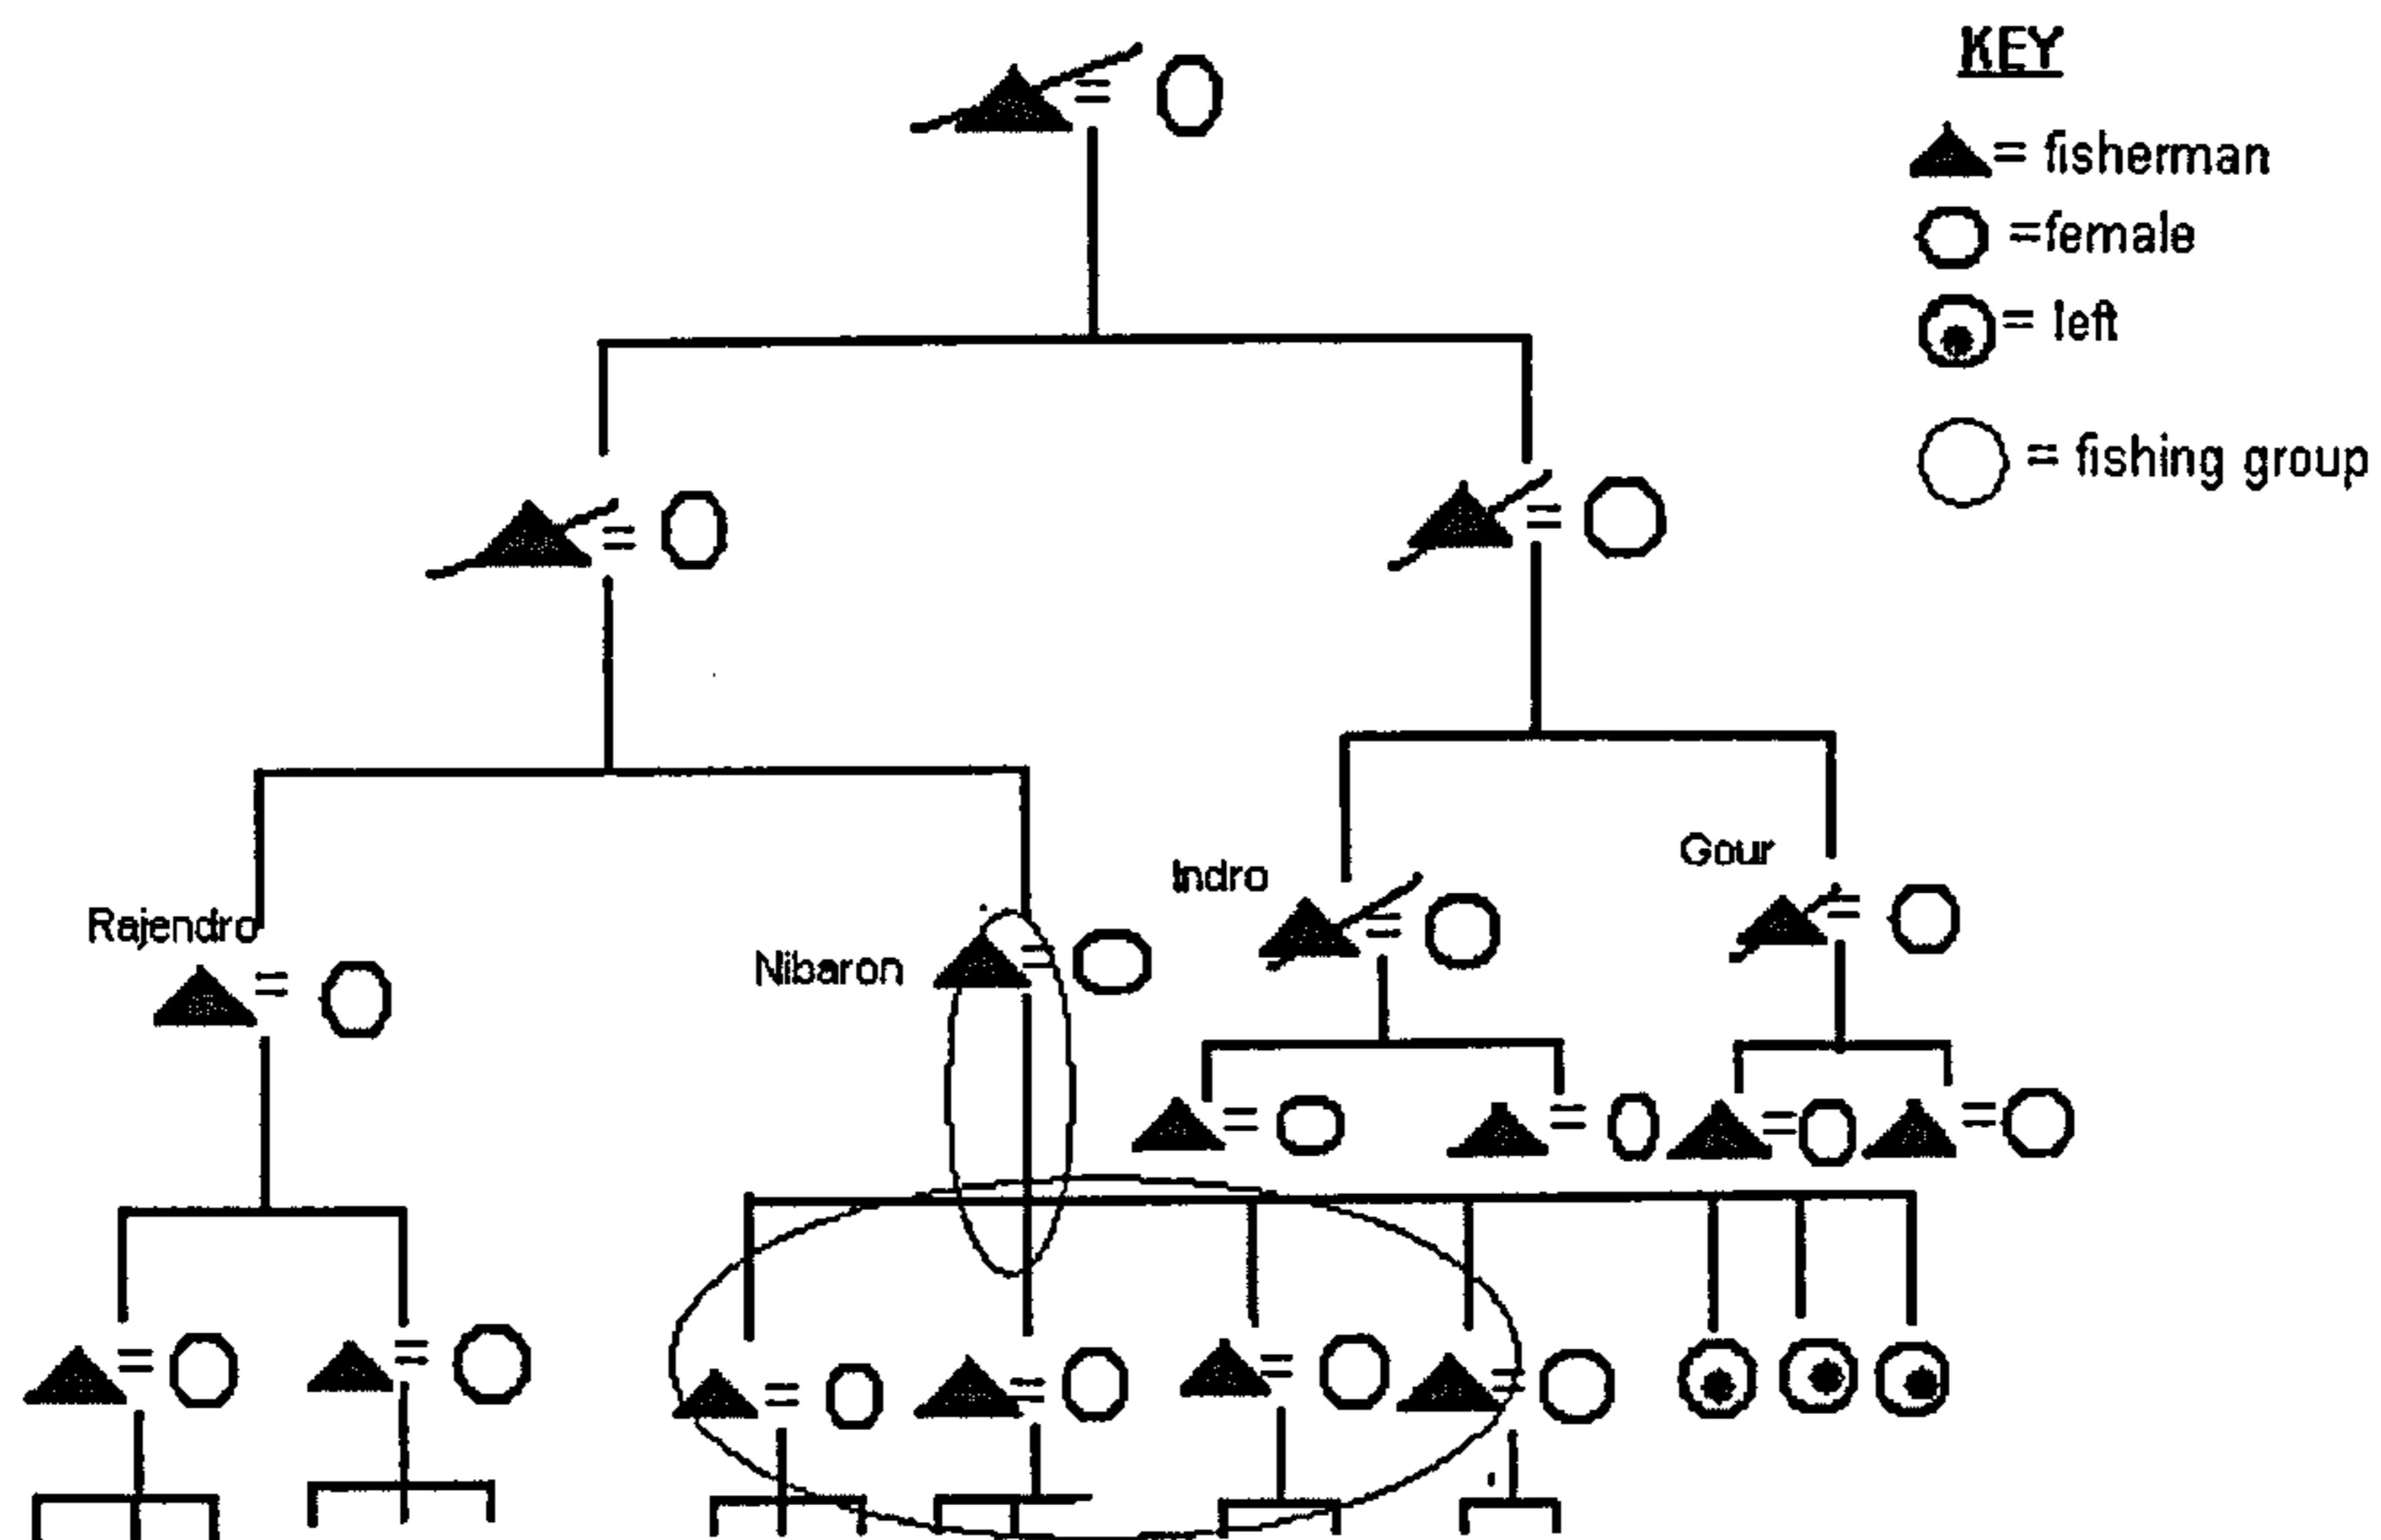 KEY
= fisherman
=female
= left
= fishing group
Rajendro
Nibaron
Indro
Gour